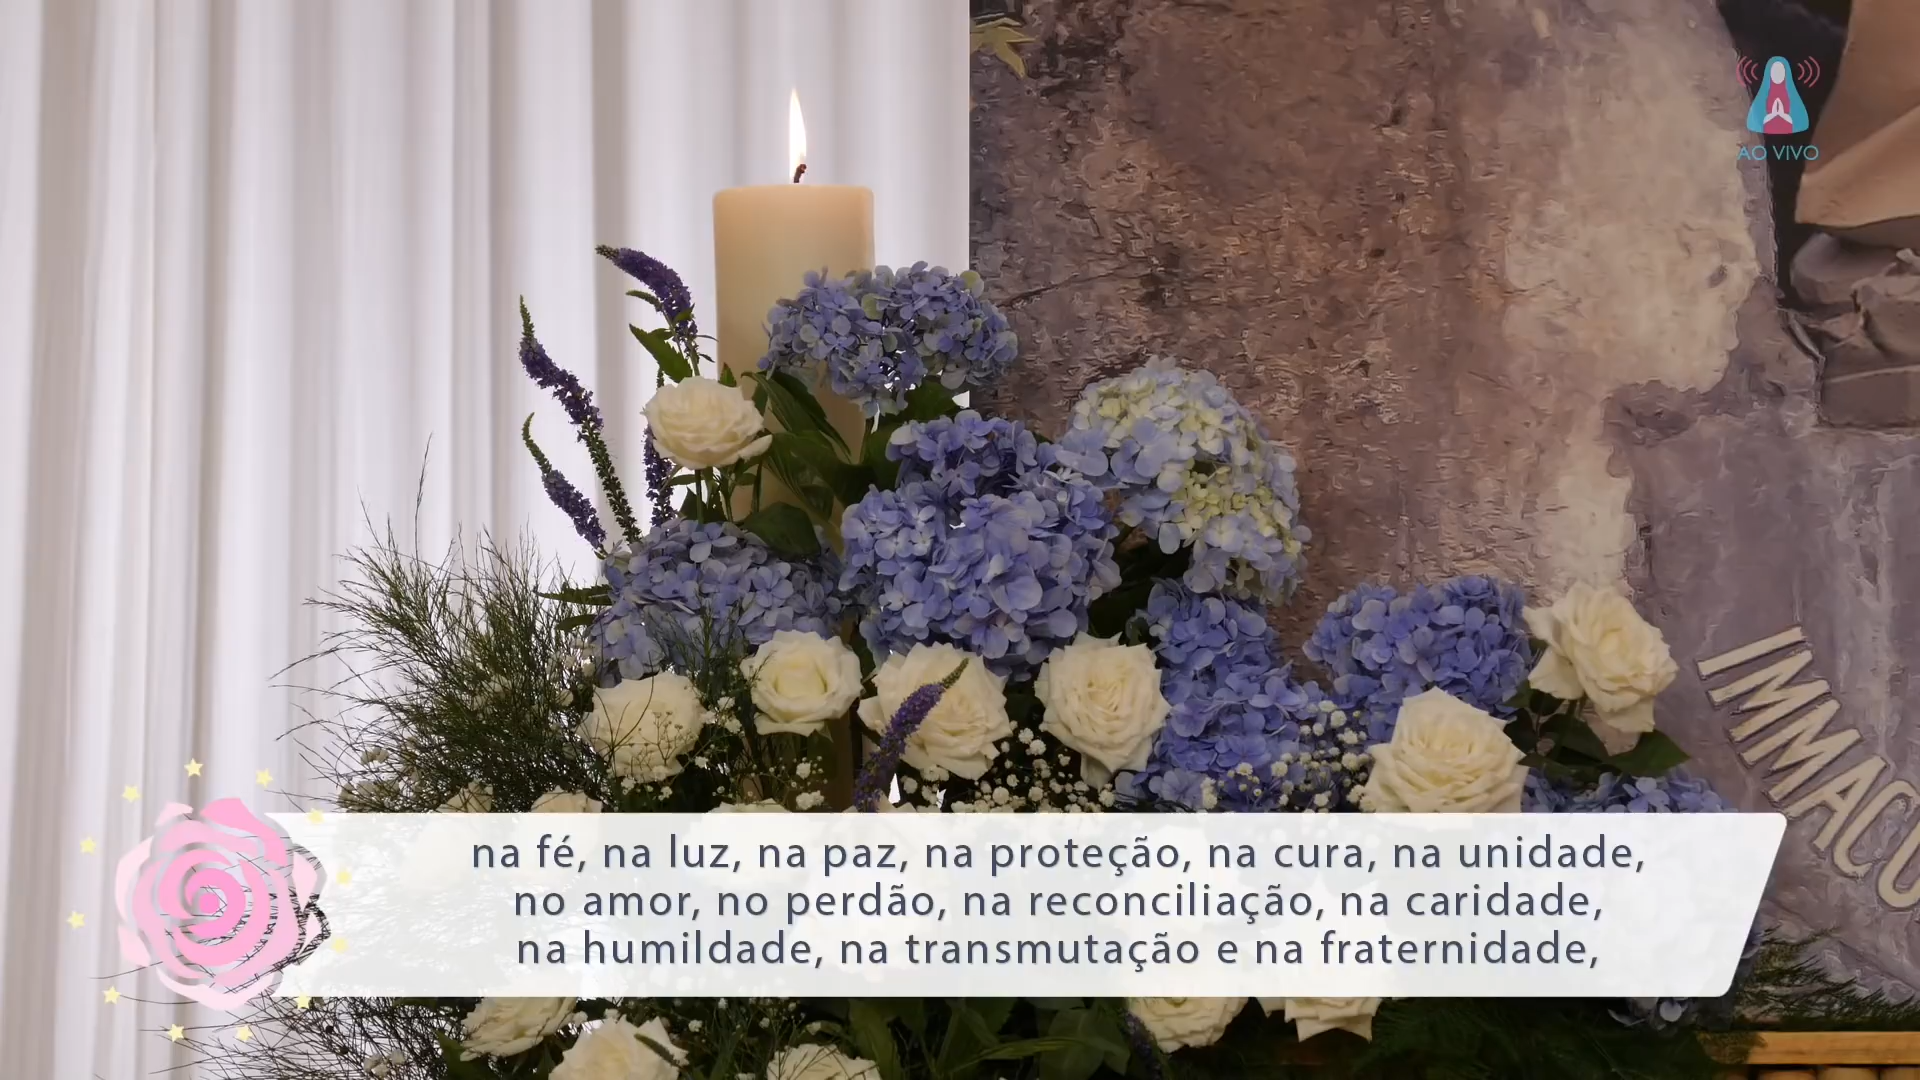 AO VIVO
IMMACU
na fé, na luz, na paz, na proteção, na cura, na unidade,
no amor, no perdão, na reconciliação, na caridade,
na humildade, na transmutação e na fraternidade,